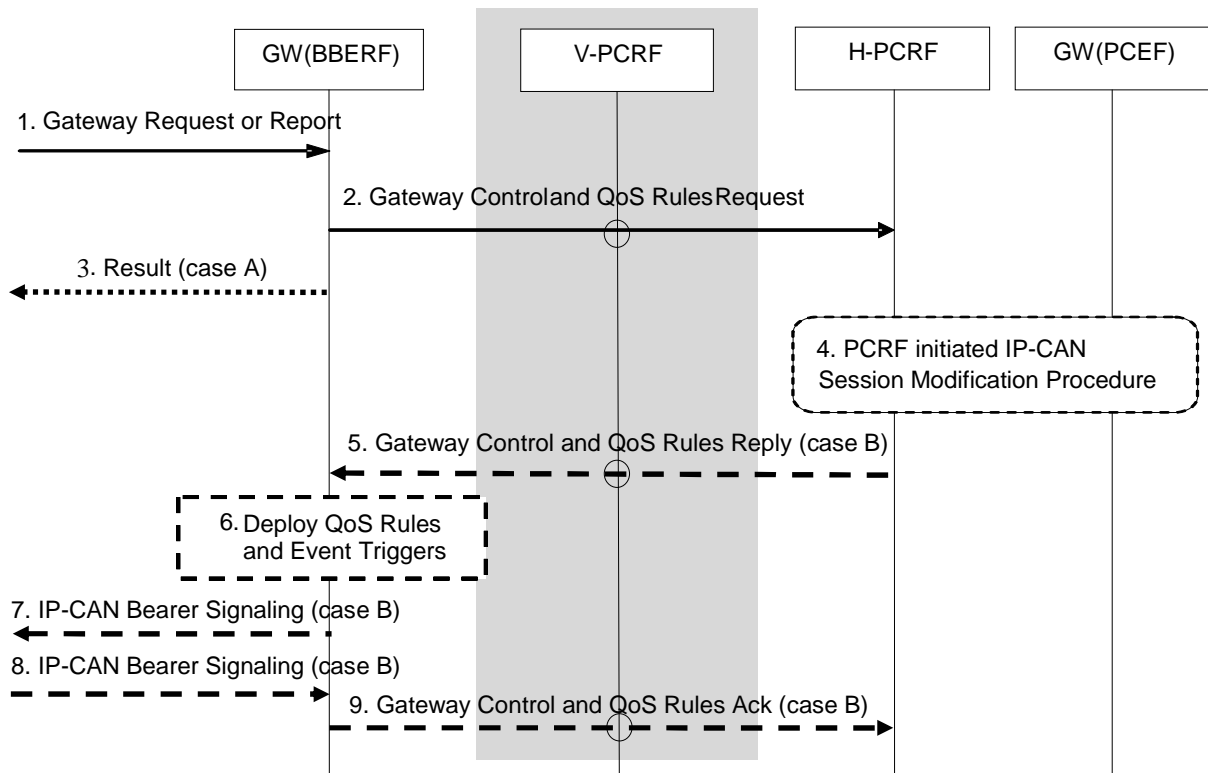 GW(BBERF)
V-PCRF
H-PCRF
GW(PCEF)
1. Gateway Request or Report
2. Gateway Controland QoS RulesRequest
3. Result (case A)
4. PCRF initiated IP-CAN
Session Modification Procedure
5. Gateway Control and QoS Rules Reply (case B)
6. Deploy QoS Rules
and Event Triggers
7. IP-CAN Bearer Signaling (case B)
8. IP-CAN Bearer Signaling (case B)
9. Gateway Control and QoS Rules Ack (case B)